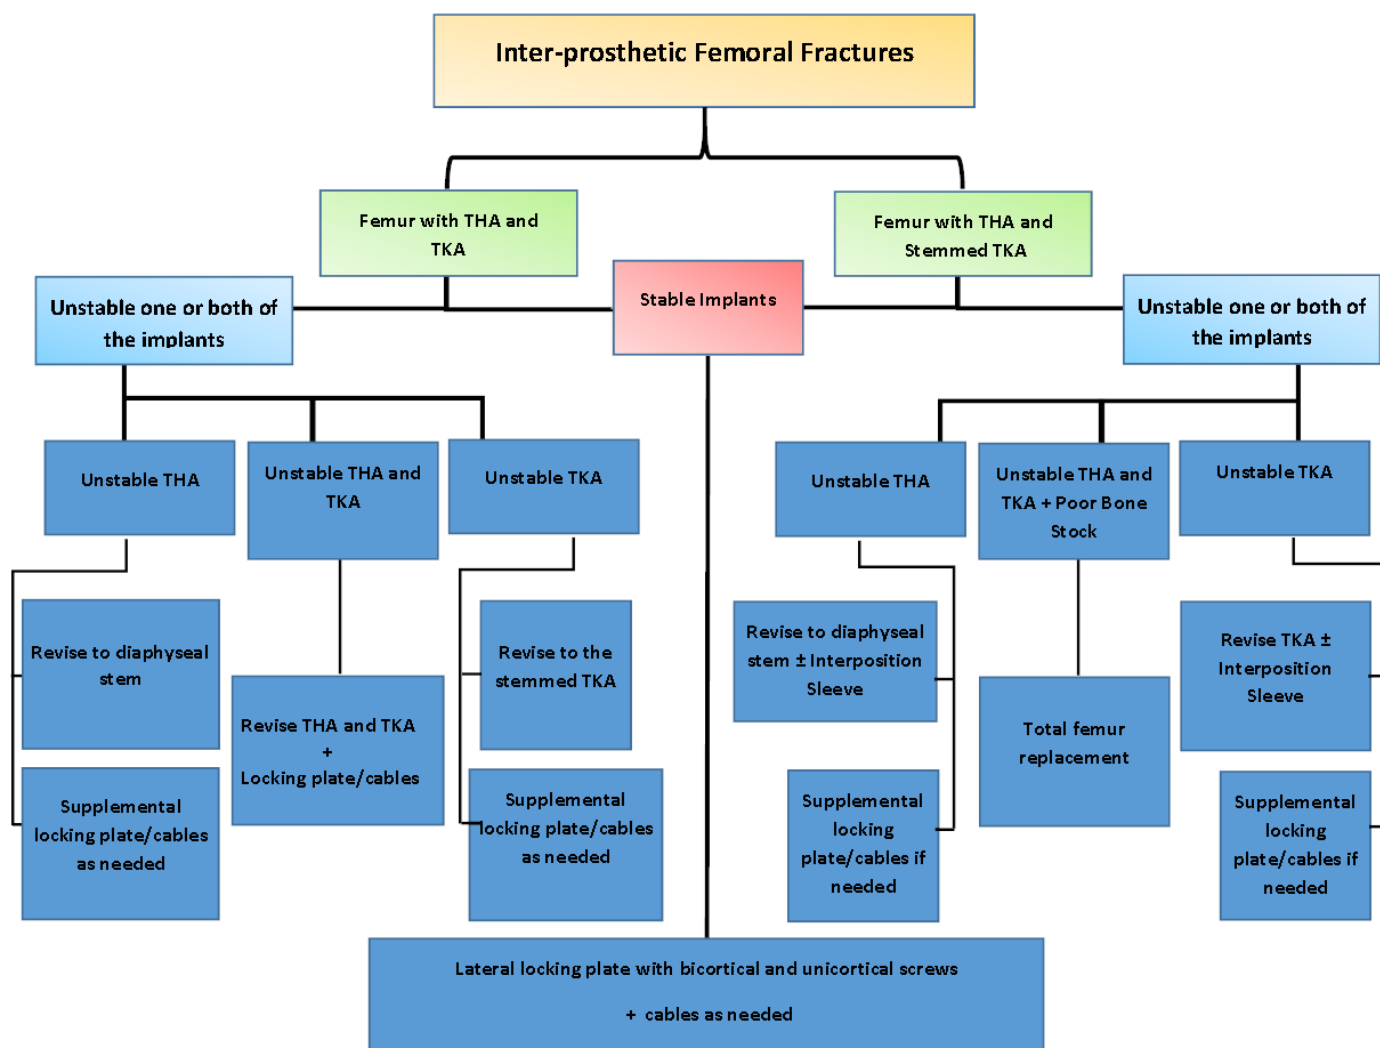 Inter-prosthetic Femoral Fractures
Femur with THA and
TKA
Femur with THA and
Stemmed TKA
Stable Implants
Unstable one or both of
the implants
Unstable one or both of
the implants
Unstable THA
Unstable THA and
TKA
Unstable TKA
Unstable THA
Unstable THA and
TKA + Poor Bone
Stock
Unstable TKA
Revise to diaphyseal
stem
Revise THA and TKA
+
Locking plate/cables
Revise to the
stemmed TKA
Revise to diaphyseal
stem ± Interposition
Sleeve
Total femur
replacement
Revise TKA ±
Interposition
Sleeve
Supplemental
locking plate/cables
as needed
Supplemental
locking plate/cables
as needed
Supplemental
locking
plate/cables if
needed
Supplemental
locking
plate/cables if
needed
Lateral locking plate with bicortical and unicortical screws
+ cables as needed